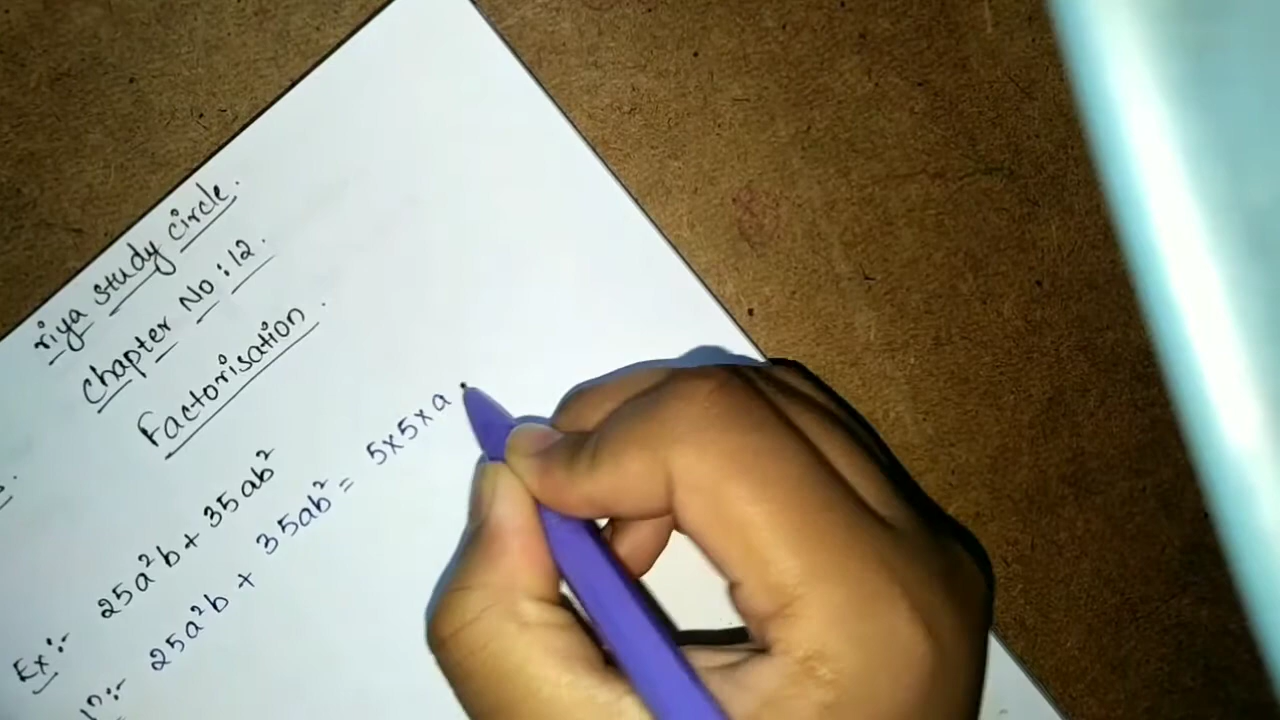 riya study circle.
Chapter No:12.
Factorisation.
Ex:- 25a²b + 35ab²
25a²b + 35ab² = 5x5xa